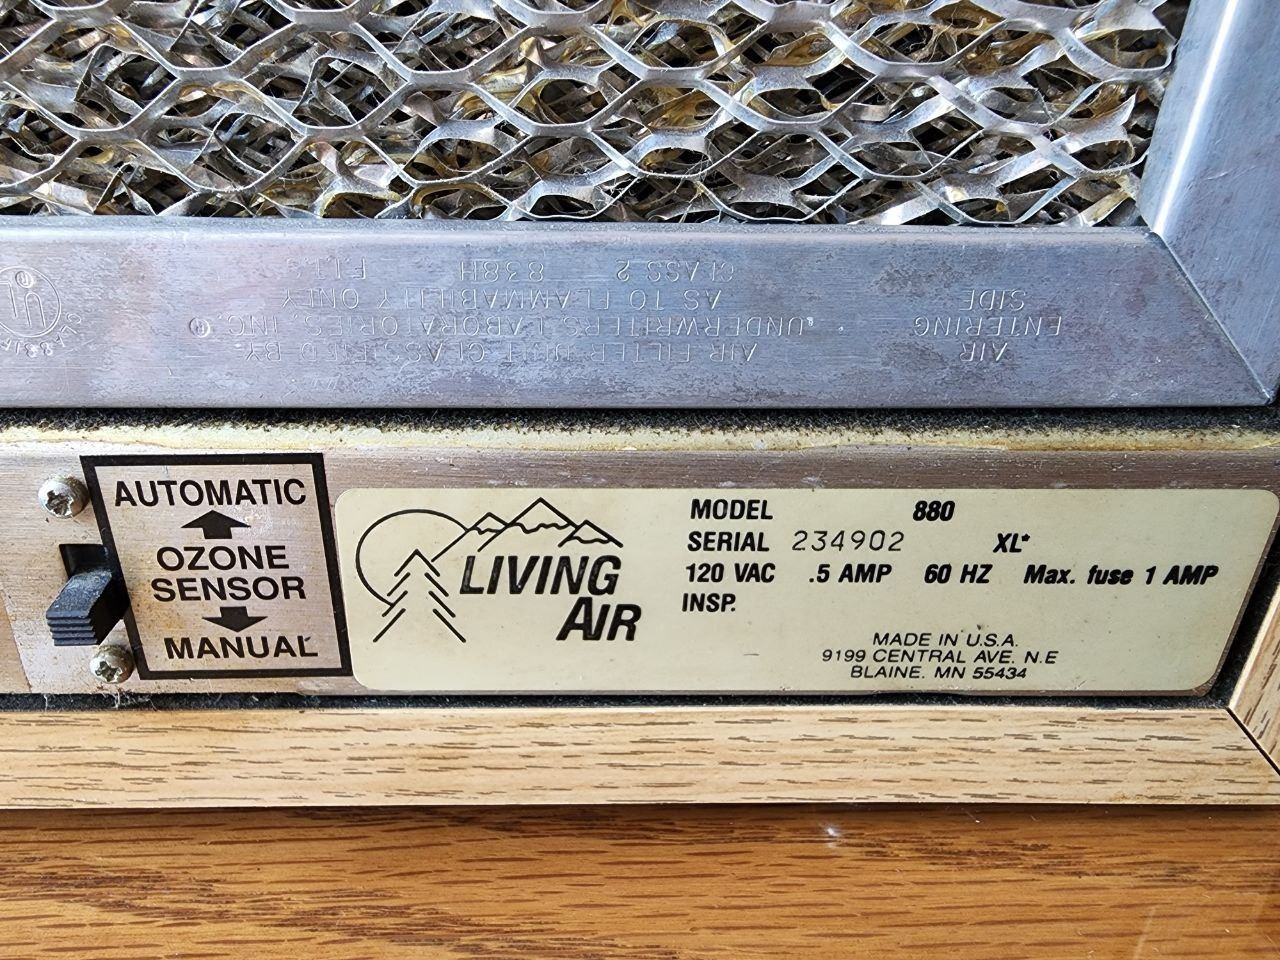 AIR
ENTERING
SIDE
AIR FILTER UNIT CLASSIFIED BY
UNDERWRITERS LABORATORIES, INC.®
AS TO FLAMMABILITY ONLY
CLASS 2 838H F.I.I.S
UL
AUTOMATIC
OZONE
SENSOR
MANUAL
LIVING
AIR
MODEL 880
SERIAL 234902 XL*
120 VAC .5 AMP 60 HZ Max. fuse 1 AMP
INSP.
MADE IN U.S.A.
9199 CENTRAL AVE. N.E
BLAINE. MN 55434